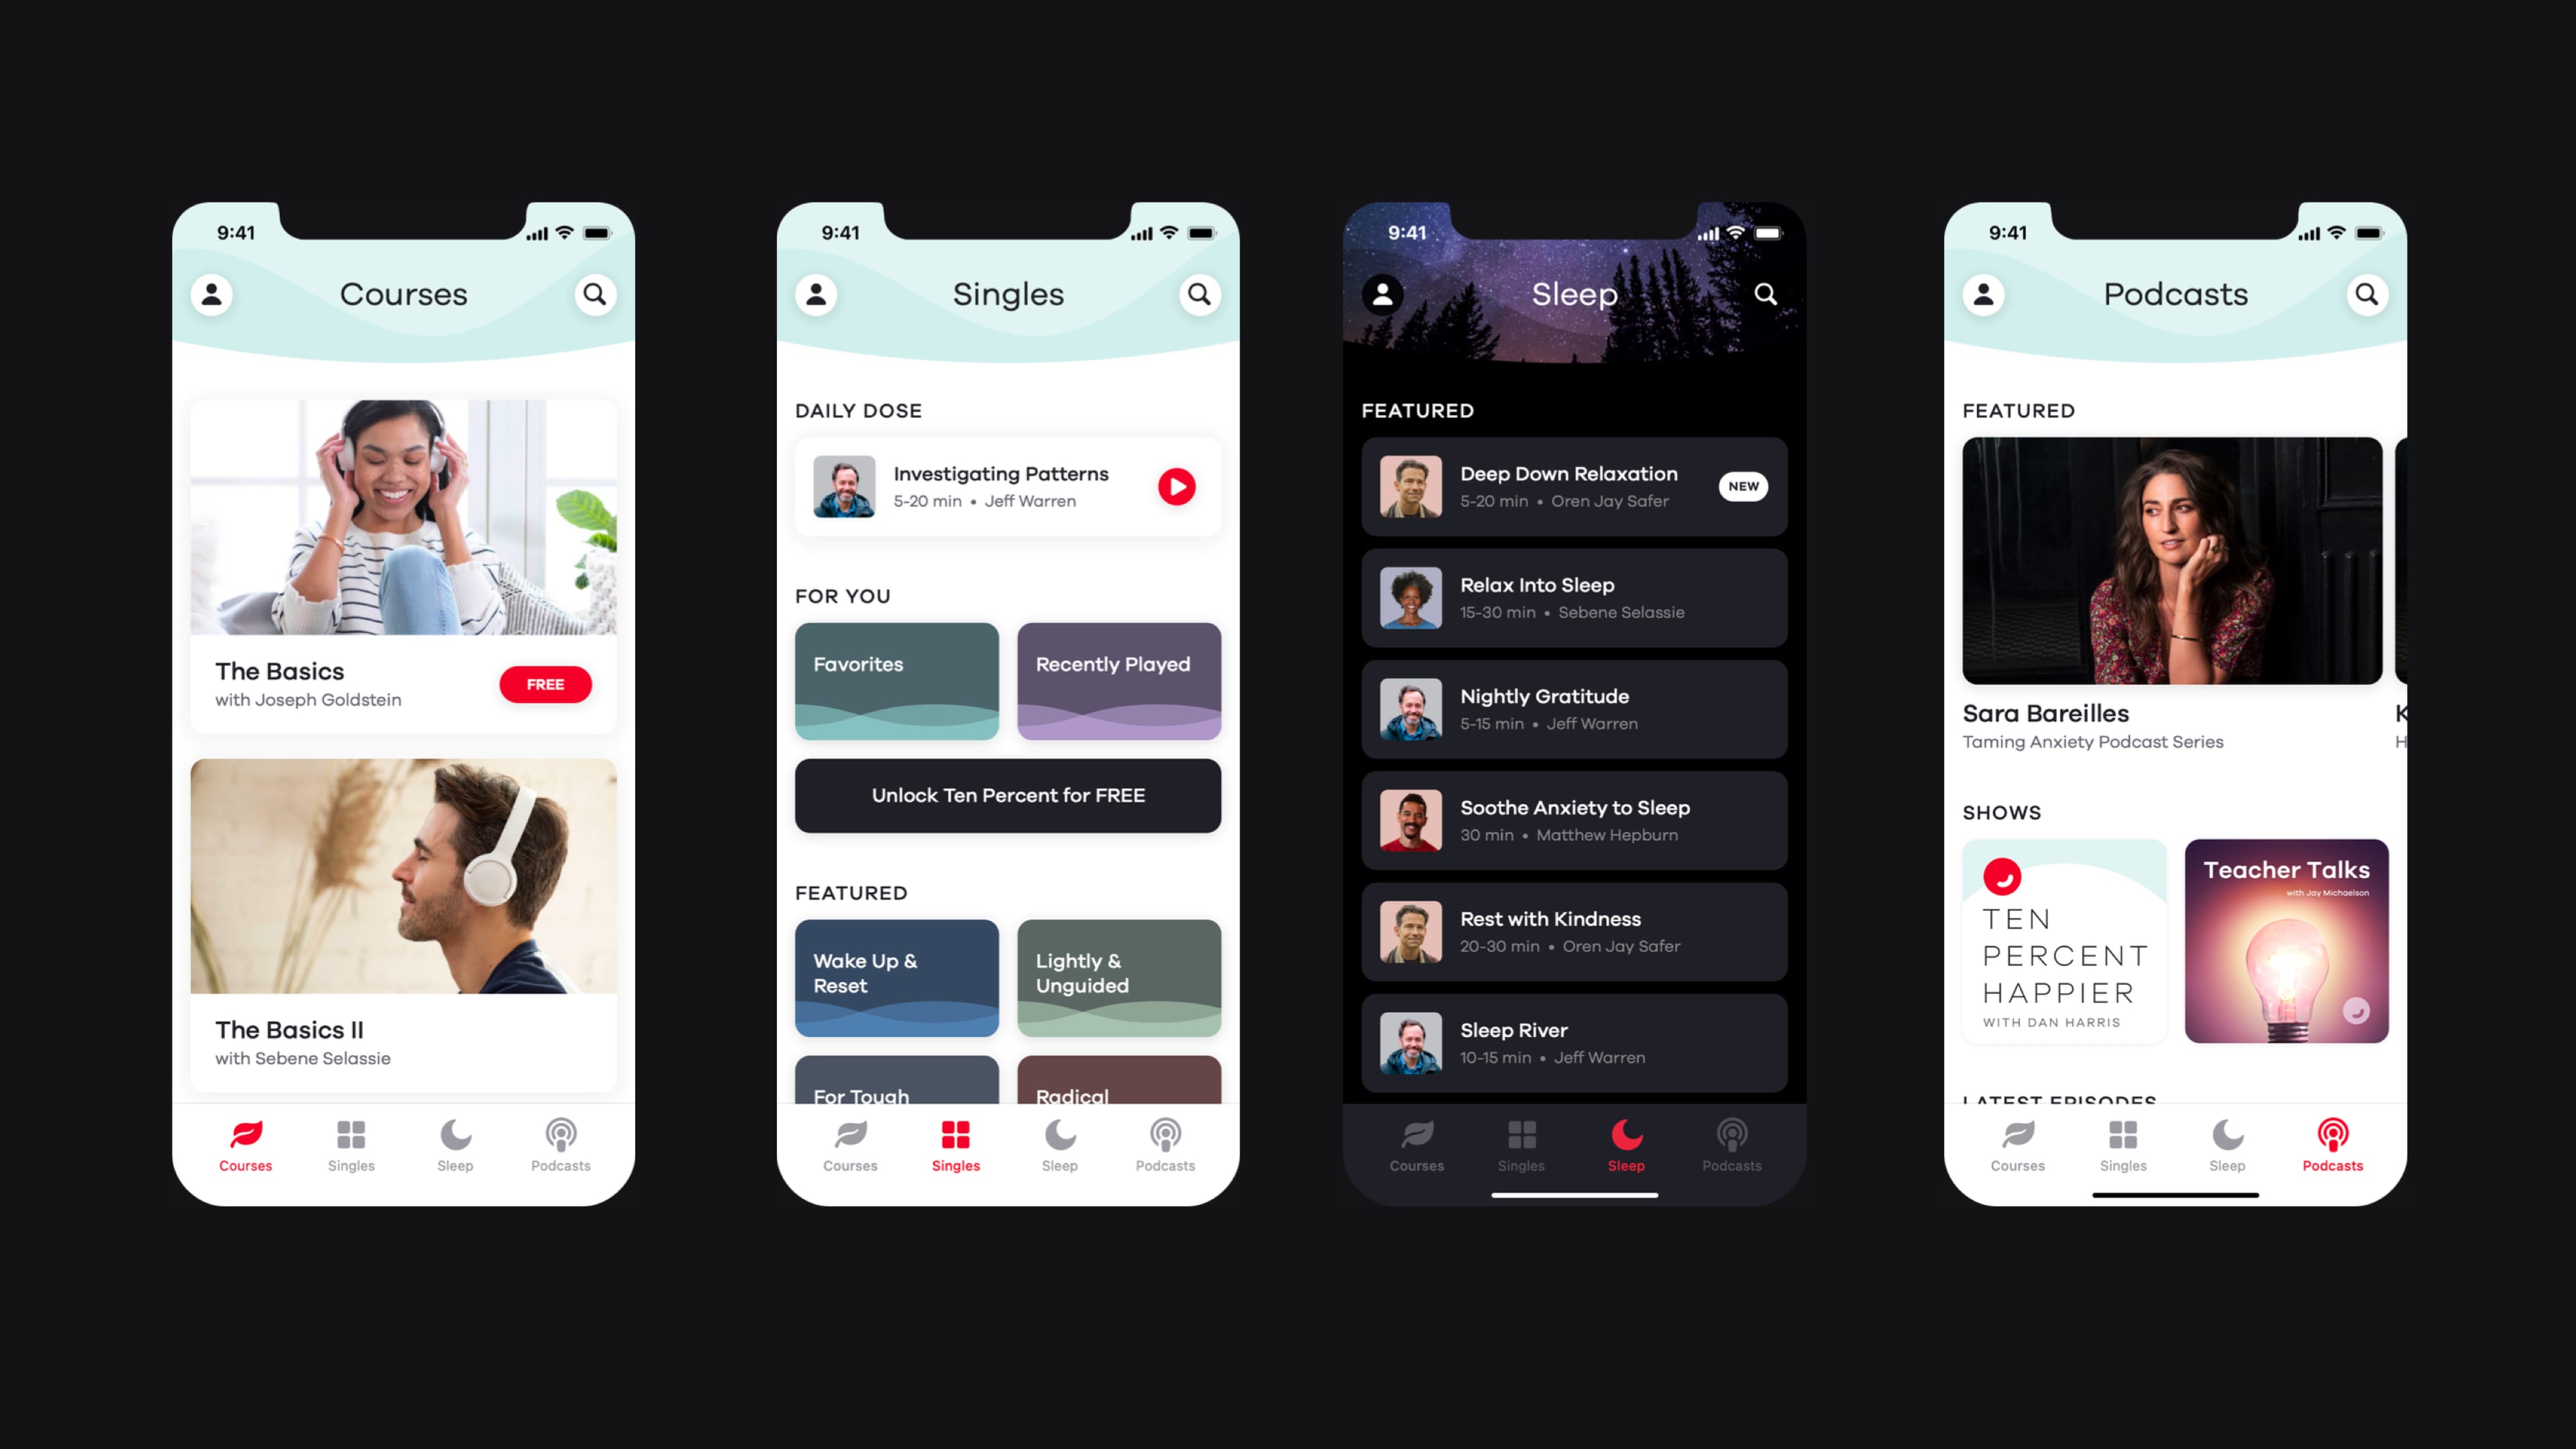 9:41
Courses
The Basics
with Joseph Goldstein
FREE
The Basics II
with Sebene Selassie
Courses
Singles
Sleep
Podcasts
9:41
Singles
DAILY DOSE
Investigating Patterns
5-20 min • Jeff Warren
FOR YOU
Favorites
Recently Played
Unlock Ten Percent for FREE
FEATURED
Wake Up &
Reset
Lightly &
Unguided
For Tough
Radical
Courses
Singles
Sleep
Podcasts
9:41
Sleep
FEATURED
Deep Down Relaxation
5-20 min • Oren Jay Safer
NEW
Relax Into Sleep
15-30 min • Sebene Selassie
Nightly Gratitude
5-15 min • Jeff Warren
Soothe Anxiety to Sleep
30 min • Matthew Hepburn
Rest with Kindness
20-30 min • Oren Jay Safer
Sleep River
10-15 min • Jeff Warren
Courses
Singles
Sleep
Podcasts
9:41
Podcasts
FEATURED
Sara Bareilles
Taming Anxiety Podcast Series
K
H
SHOWS
TEN
PERCENT
HAPPIER
WITH DAN HARRIS
Teacher Talks
with Jay Michaelson
LATEST EPISODES
Courses
Singles
Sleep
Podcasts